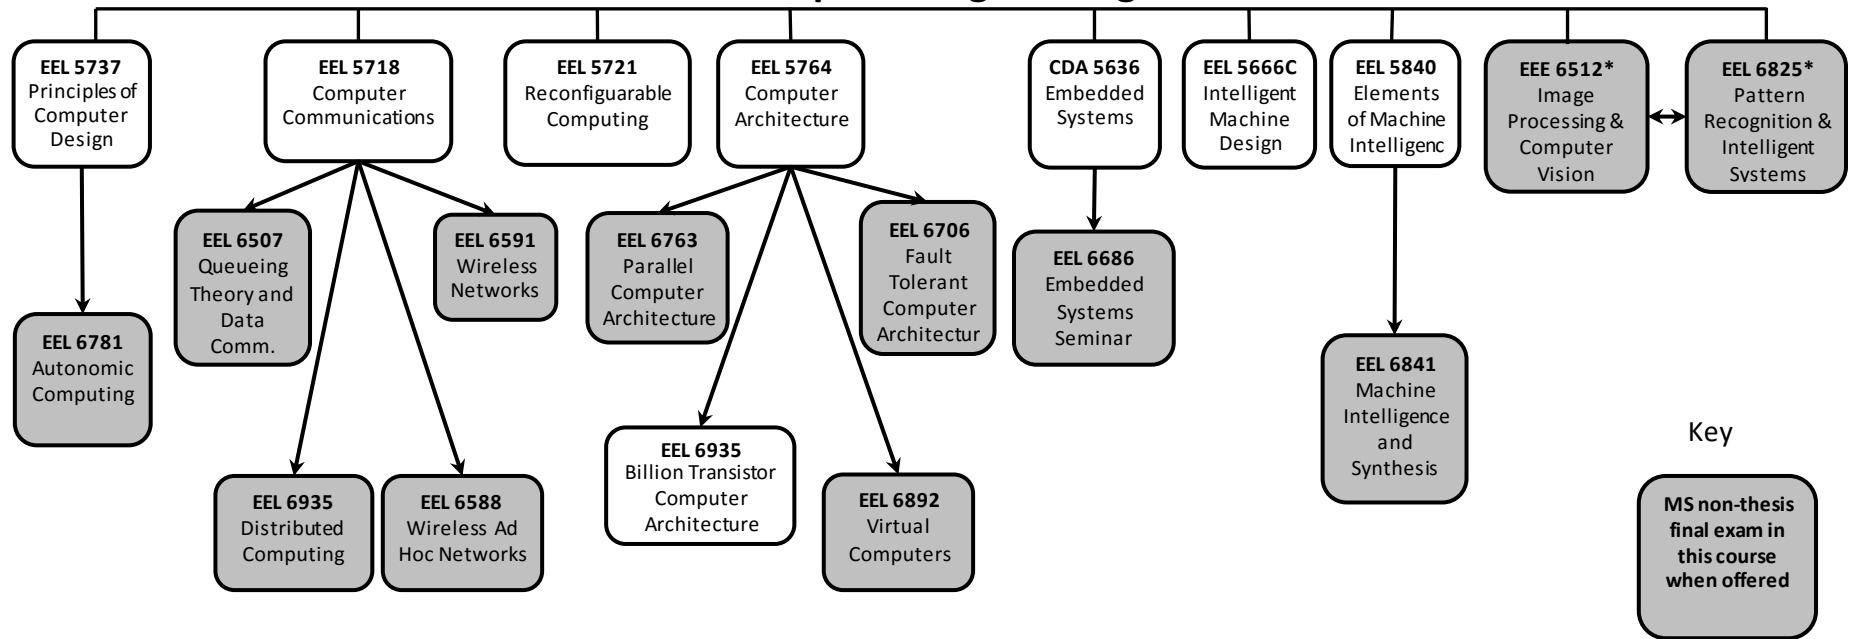 EEL 5737
Principles of
Computer
Design
EEL 5718
Computer
Communications
EEL 5721
Reconfiguarable
Computing
EEL 5764
Computer
Architecture
CDA 5636
Embedded
Systems
EEL 5666C
Intelligent
Machine
Design
EEL 5840
Elements
of Machine
Intelligenc
EEE 6512*
Image
Processing &
Computer
Vision
EEL 6825*
Pattern
Recognition &
Intelligent
Systems
EEL 6781
Autonomic
Computing
EEL 6507
Queueing
Theory and
Data
Comm.
EEL 6591
Wireless
Networks
EEL 6763
Parallel
Computer
Architecture
EEL 6706
Fault
Tolerant
Computer
Architectur
EEL 6686
Embedded
Systems
Seminar
EEL 6841
Machine
Intelligence
and
Synthesis
EEL 6935
Distributed
Computing
EEL 6588
Wireless Ad
Hoc Networks
EEL 6935
Billion Transistor
Computer
Architecture
EEL 6892
Virtual
Computers
Key
MS non-thesis
final exam in
this course
when offered